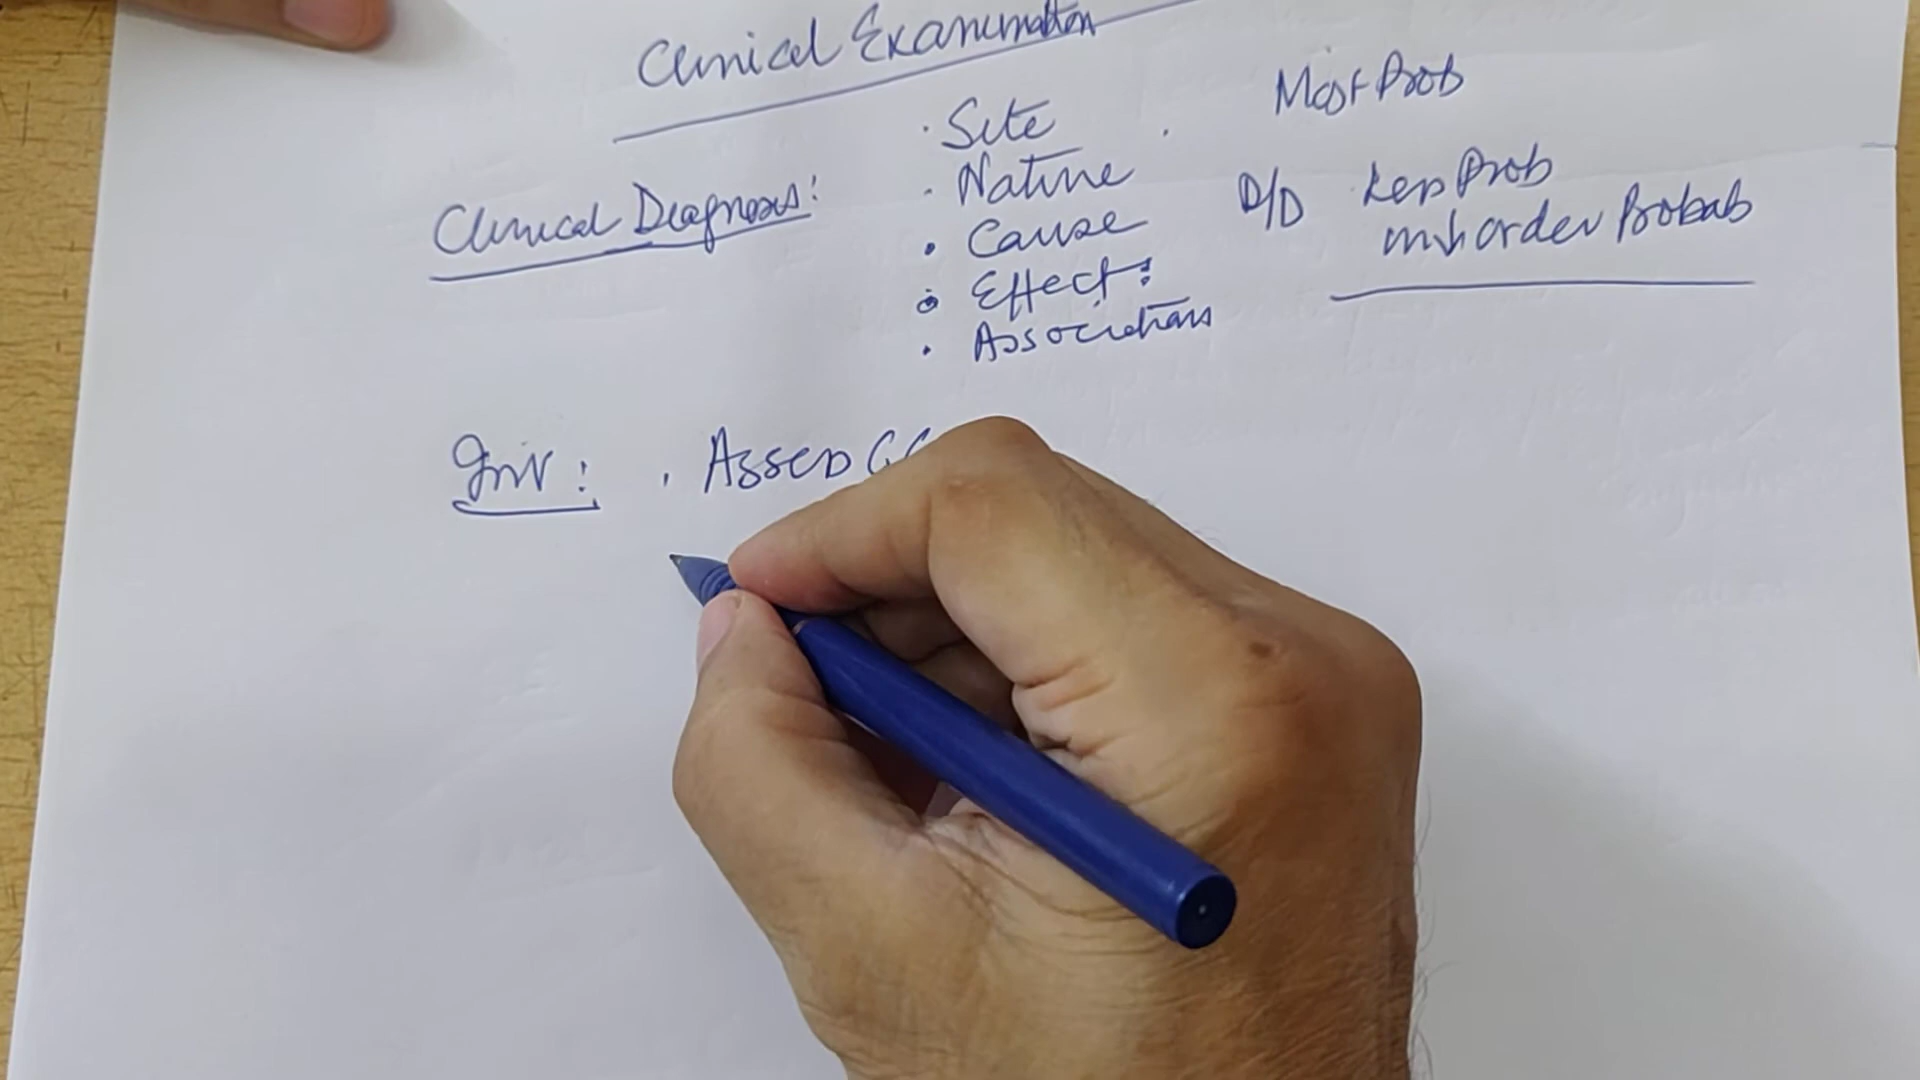 Clinical Examination
Clinical Diagnosis:
· Site
· Nature
· Cause
· Effect:
· Associations
Most Prob
D/D Less Prob
in order Probab
Inv: · Assess